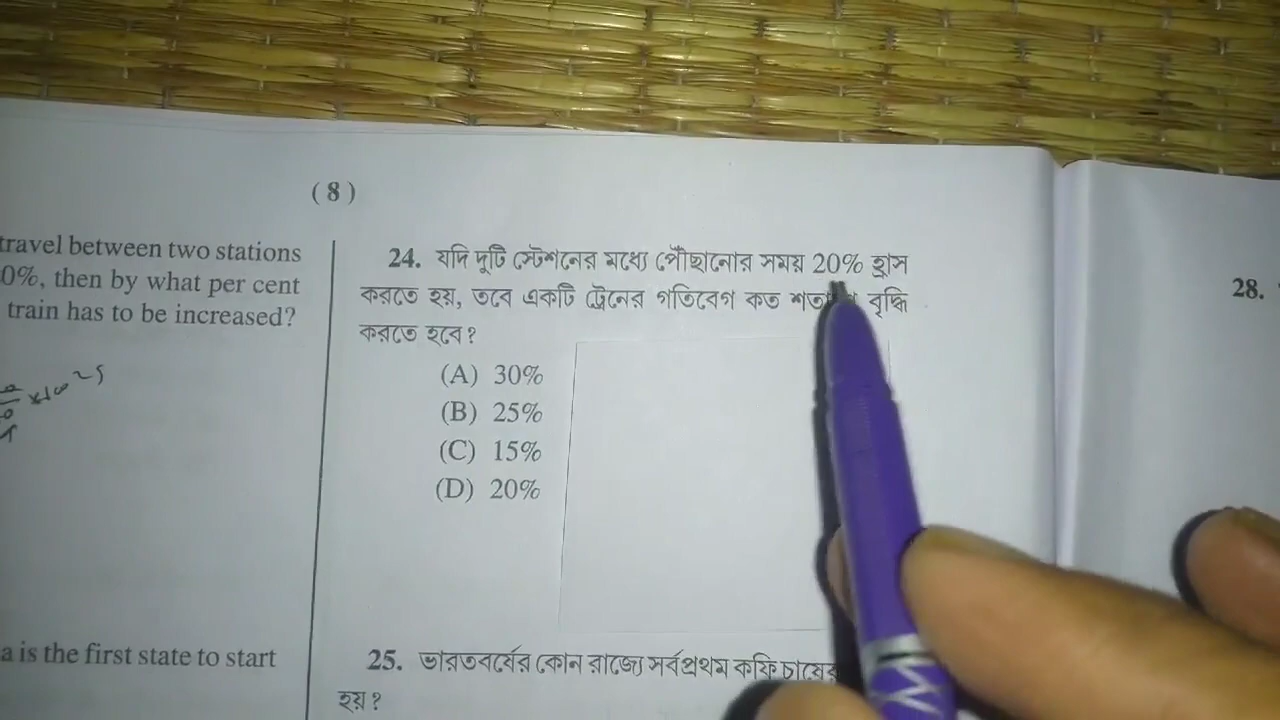 ( 8 )
travel between two stations
0%, then by what per cent
train has to be increased?
a is the first state to start
24. যদি দুটি স্টেশনের মধ্যে পৌঁছানোর সময় 20% হ্রাস
করতে হয়, তবে একটি ট্রেনের গতিবেগ কত বৃদ্ধি
করতে হবে?
(A) 30%
(B) 25%
(C) 15%
(D) 20%
25. ভারতবর্ষের কোন রাজ্যে সর্বপ্রথম কফি চাষের
হয়?
28.